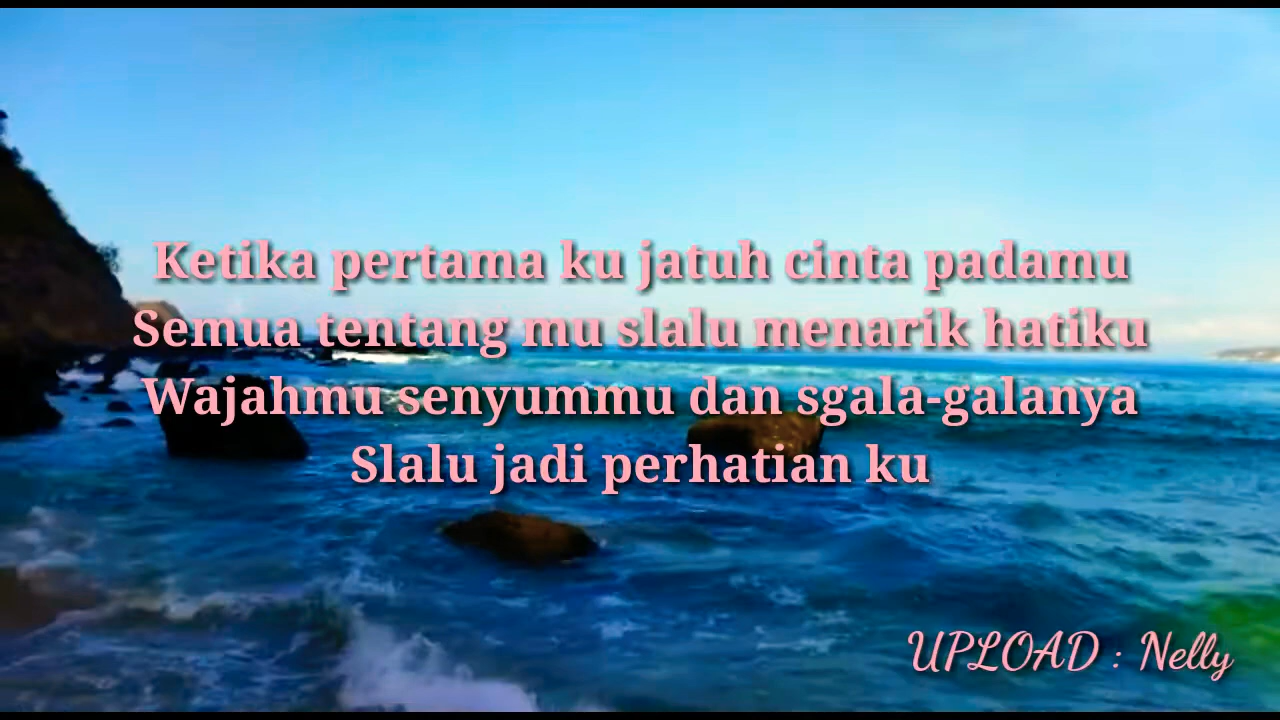 Ketika pertama ku jatuh cinta padamu
Semua tentang mu slalu menarik hatiku
Wajahmu senyummu dan sgala-galanya
Slalu jadi perhatian ku
UPLOAD : Nelly